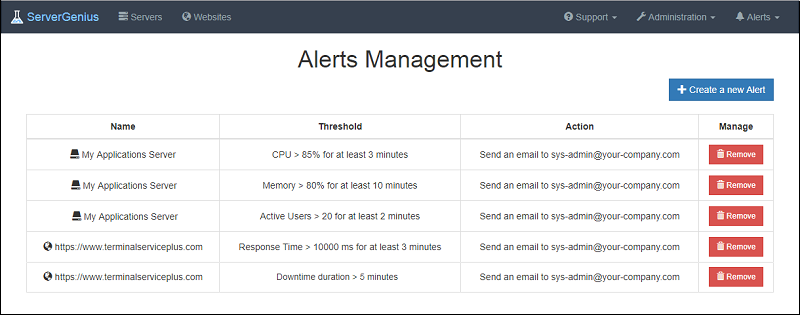 ServerGenius Servers Websites Support Administration Alerts
Alerts Management
Create a new Alert
Name Threshold Action Manage
My Applications Server CPU > 85% for at least 3 minutes Send an email to sys-admin@your-company.com Remove
My Applications Server Memory > 80% for at least 10 minutes Send an email to sys-admin@your-company.com Remove
My Applications Server Active Users > 20 for at least 2 minutes Send an email to sys-admin@your-company.com Remove
https://www.terminalserviceplus.com Response Time > 10000 ms for at least 3 minutes Send an email to sys-admin@your-company.com Remove
https://www.terminalserviceplus.com Downtime duration > 5 minutes Send an email to sys-admin@your-company.com Remove